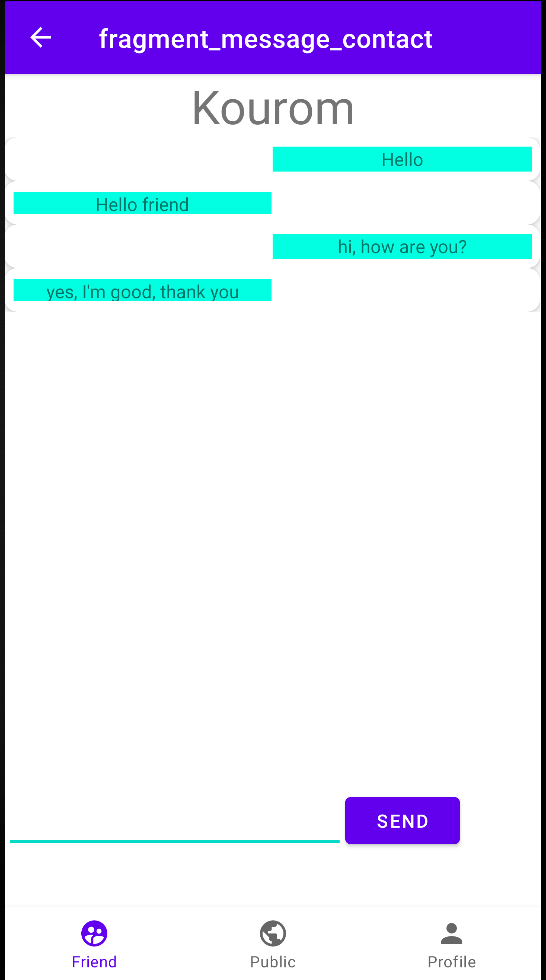 fragment_message_contact
Kourom
Hello
Hello friend
hi, how are you?
yes, I'm good, thank you
SEND
Friend
Public
Profile